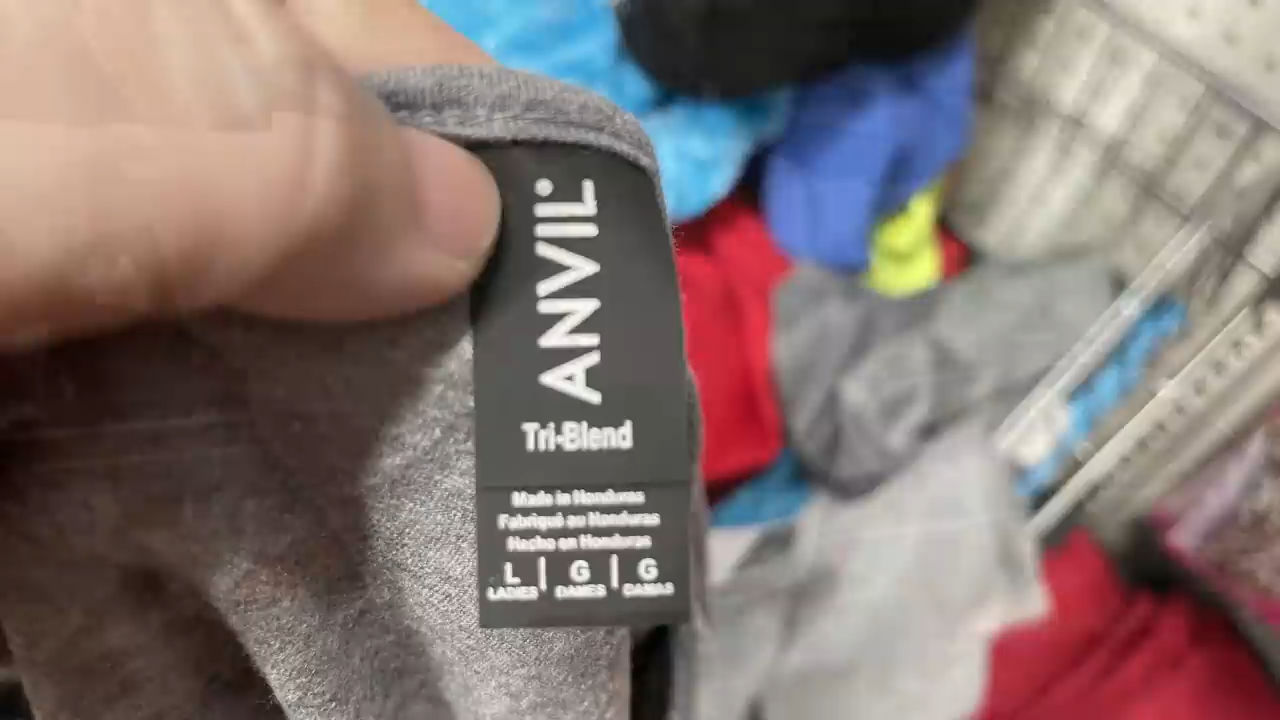 ANVIL®
Tri-Blend
Made in Honduras
Fabriqué au Honduras
Hecho en Honduras
L | G | G
LADIES DAMES DAMAS